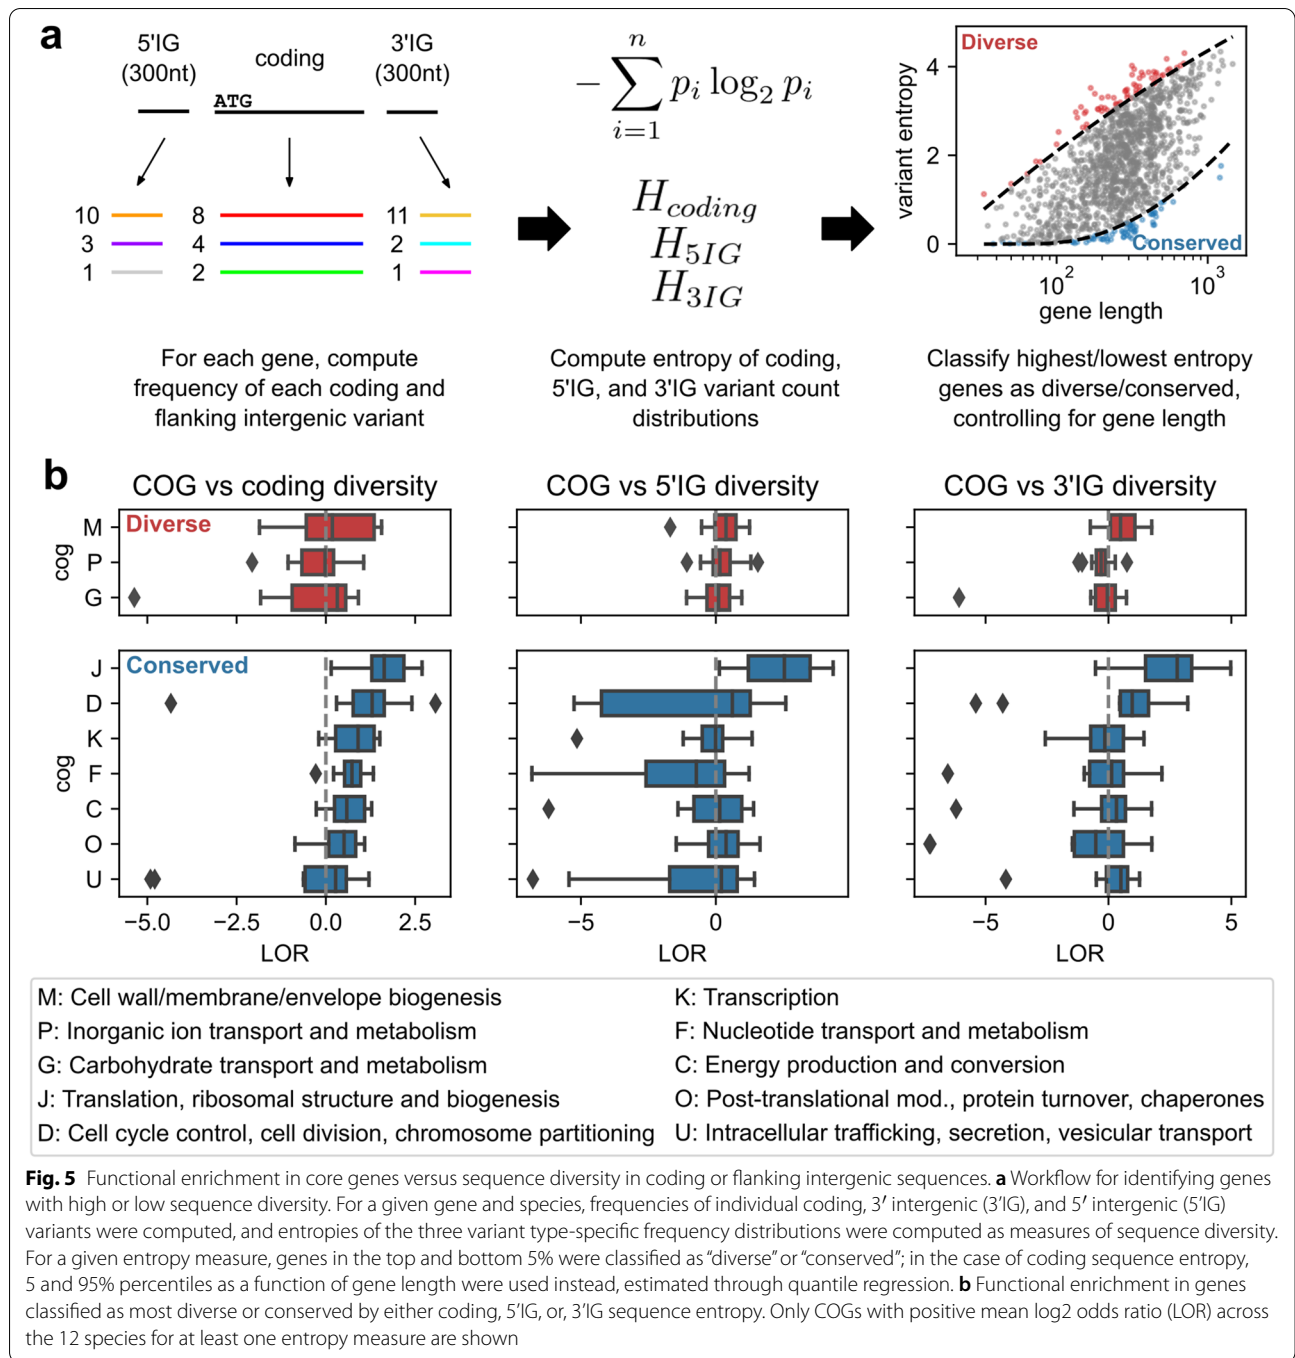 a
5'IG
(300nt)
coding
3'IG
(300nt)
ATG
10
8
11
3
4
2
1
2
1
For each gene, compute
frequency of each coding and
flanking intergenic variant
− ∑ i=1 n p_i log_2 p_i
H_coding
H_5IG
H_3IG
Compute entropy of coding,
5'IG, and 3'IG variant count
distributions
Diverse
Conserved
variant entropy
4
2
0
10^2
10^3
gene length
Classify highest/lowest entropy
genes as diverse/conserved,
controlling for gene length
b
COG vs coding diversity
COG vs 5'IG diversity
COG vs 3'IG diversity
Diverse
cog
M
P
G
Conserved
cog
J
D
K
F
C
O
U
−5.0 −2.5 0.0 2.5
LOR
−5 0
LOR
−5 0 5
LOR
M: Cell wall/membrane/envelope biogenesis
P: Inorganic ion transport and metabolism
G: Carbohydrate transport and metabolism
J: Translation, ribosomal structure and biogenesis
D: Cell cycle control, cell division, chromosome partitioning
K: Transcription
F: Nucleotide transport and metabolism
C: Energy production and conversion
O: Post-translational mod., protein turnover, chaperones
U: Intracellular trafficking, secretion, vesicular transport
Fig. 5 Functional enrichment in core genes versus sequence diversity in coding or flanking intergenic sequences. a Workflow for identifying genes
with high or low sequence diversity. For a given gene and species, frequencies of individual coding, 3′ intergenic (3′IG), and 5′ intergenic (5′IG)
variants were computed, and entropies of the three variant type-specific frequency distributions were computed as measures of sequence diversity.
For a given entropy measure, genes in the top and bottom 5% were classified as “diverse” or “conserved”; in the case of coding sequence entropy,
5 and 95% percentiles as a function of gene length were used instead, estimated through quantile regression. b Functional enrichment in genes
classified as most diverse or conserved by either coding, 5′IG, or, 3′IG sequence entropy. Only COGs with positive mean log2 odds ratio (LOR) across
the 12 species for at least one entropy measure are shown